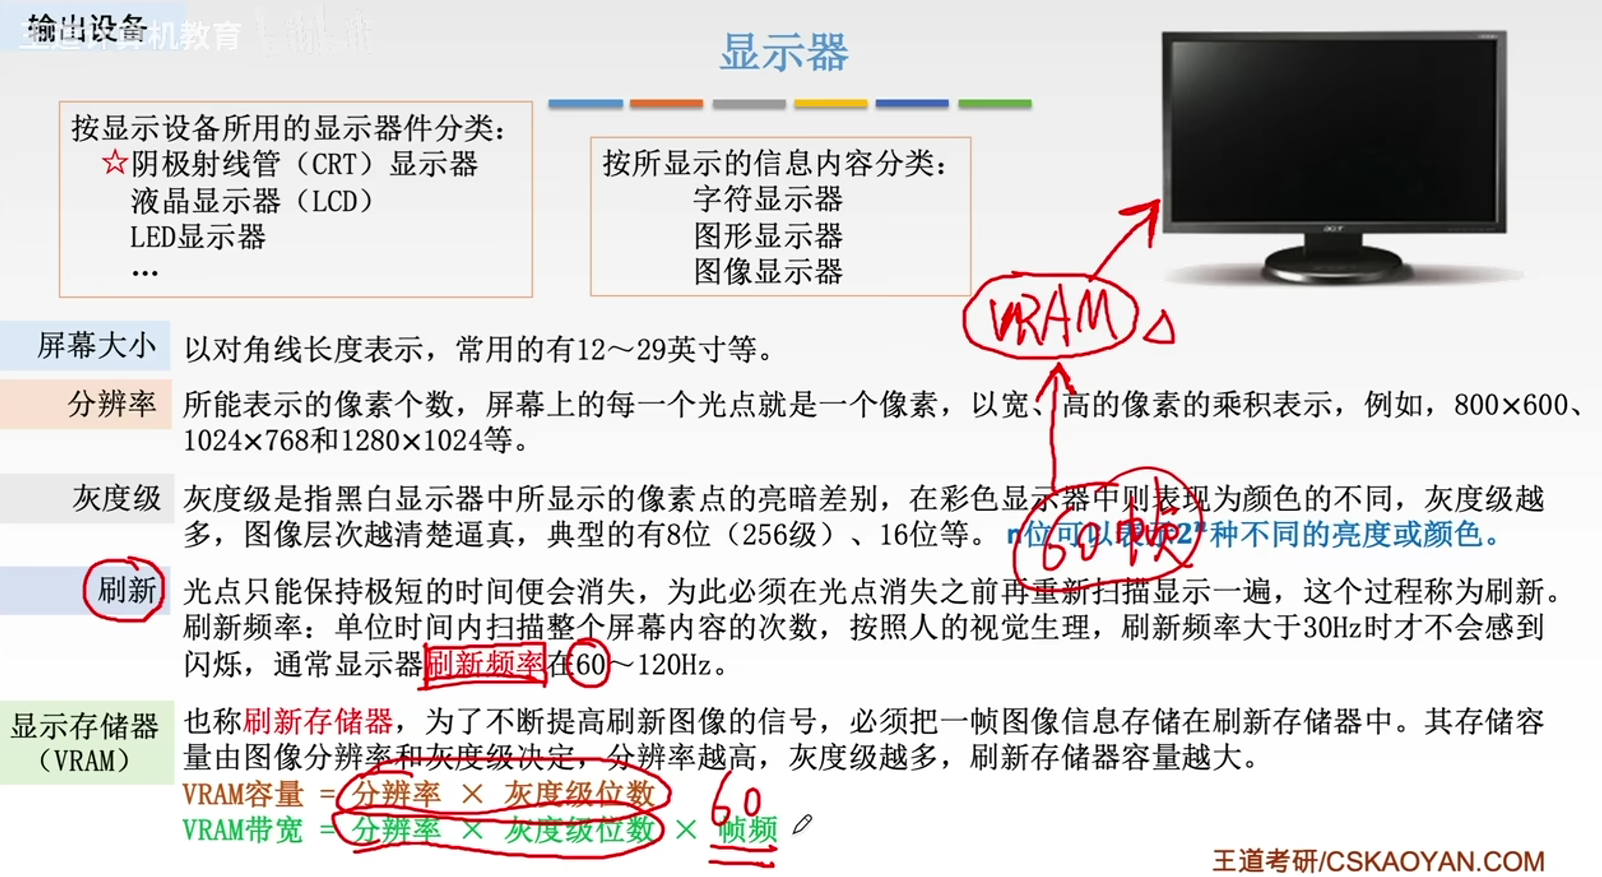 输出设备
王道计算机教育
显示器
按显示设备所用的显示器件分类：
☆阴极射线管（CRT）显示器
液晶显示器（LCD）
LED显示器
…
按所显示的信息内容分类：
字符显示器
图形显示器
图像显示器
acer
VRAM △
屏幕大小
以对角线长度表示，常用的有12～29英寸等。
分辨率
所能表示的像素个数，屏幕上的每一个光点就是一个像素，以宽、高的像素的乘积表示，例如，800×600、
1024×768和1280×1024等。
灰度级
灰度级是指黑白显示器中所显示的像素点的亮暗差别，在彩色显示器中则表现为颜色的不同，灰度级越
多，图像层次越清楚逼真，典型的有8位（256级）、16位等。 n位可以表示2ⁿ种不同的亮度或颜色。
60帧
刷新
光点只能保持极短的时间便会消失，为此必须在光点消失之前再重新扫描显示一遍，这个过程称为刷新。
刷新频率：单位时间内扫描整个屏幕内容的次数，按照人的视觉生理，刷新频率大于30Hz时才不会感到
闪烁，通常显示器刷新频率在60～120Hz。
显示存储器
（VRAM）
也称刷新存储器，为了不断提高刷新图像的信号，必须把一帧图像信息存储在刷新存储器中。其存储容
量由图像分辨率和灰度级决定，分辨率越高，灰度级越多，刷新存储器容量越大。
VRAM容量 = 分辨率 × 灰度级位数
60
VRAM带宽 = 分辨率 × 灰度级位数 × 帧频
王道考研/CSKAOYAN.COM